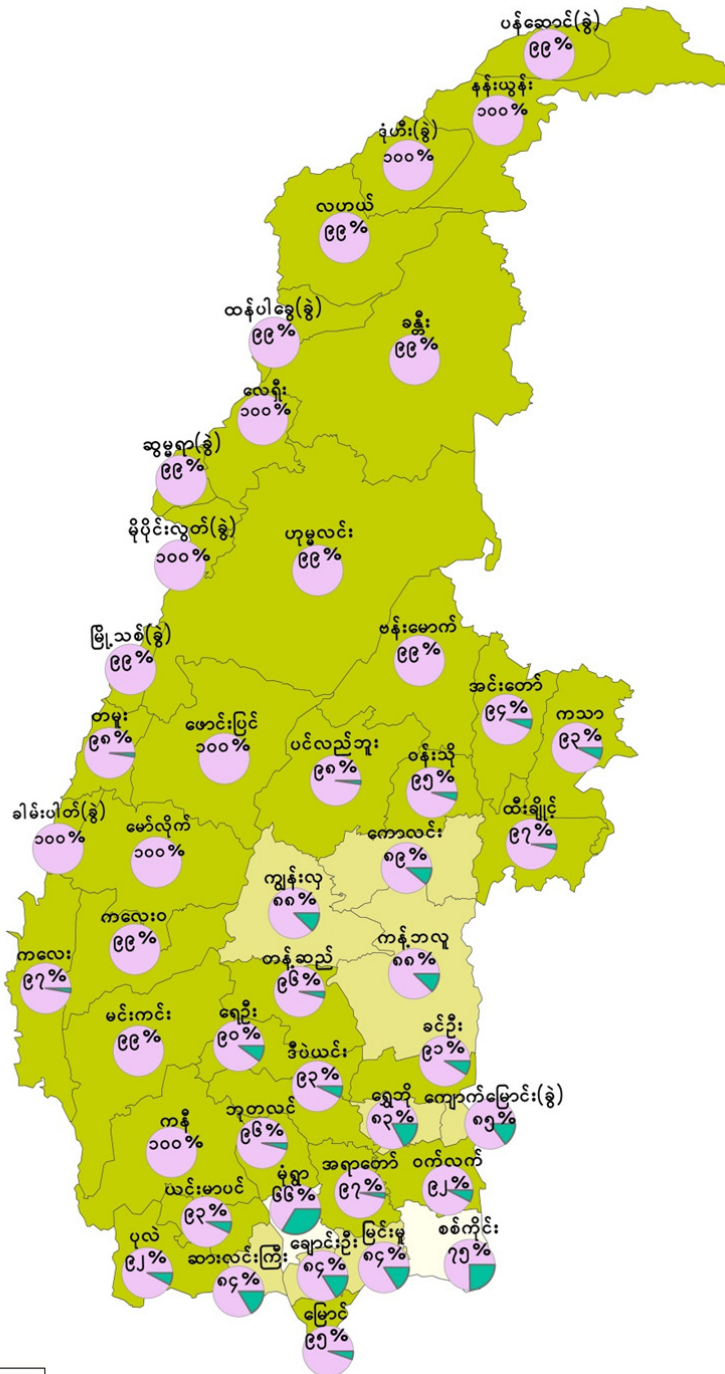 ပန်ဆောင်(ခွဲ)
၉၉%
နန်းယွန်း
၁၀၀%
ဒုံဟီး(ခွဲ)
၁၀၀%
လဟယ်
၉၉%
ထန်ပါခွေ(ခွဲ)
၉၉%
ခန္တီး
၉၉%
လေရှီး
၁၀၀%
ဆွမ္မရာ(ခွဲ)
၉၉%
မိုပိုင်းလွတ်(ခွဲ)
၁၀၀%
ဟုမ္မလင်း
၉၉%
မြို့သစ်(ခွဲ)
၉၉%
ဗန်းမောက်
၉၉%
အင်းတော်
၉၄%
ကသာ
၉၃%
တမူး
၉၈%
ဖောင်းပြင်
၁၀၀%
ပင်လည်ဘူး
၉၈%
ဝန်းသို
၉၅%
ထီးချိုင့်
၉၇%
ခါမ်းပါတ်(ခွဲ)
၁၀၀%
မော်လိုက်
၁၀၀%
ကောလင်း
၈၉%
ကျွန်းလှ
၈၈%
ကလေးဝ
၉၉%
ကန့်ဘလူ
၈၈%
ကလေး
၉၇%
တန့်ဆည်
၉၆%
မင်းကင်း
၉၉%
ရေဦး
၉၀%
ခင်ဦး
၉၁%
ဒီပဲယင်း
၉၃%
ရွှေဘို
၈၃%
ကျောက်မြောင်း(ခွဲ)
၈၅%
ကနီ
၁၀၀%
ဘုတလင်
၉၆%
အရာတော်
၉၇%
ဝက်လက်
၉၂%
မုံရွာ
၆၆%
ယင်းမာပင်
၉၃%
ပုလဲ
၉၂%
ဆားလင်းကြီး
၈၄%
ချောင်းဦး
၈၄%
မြင်းမူ
၈၄%
စစ်ကိုင်း
၇၅%
မြောင်
၉၅%